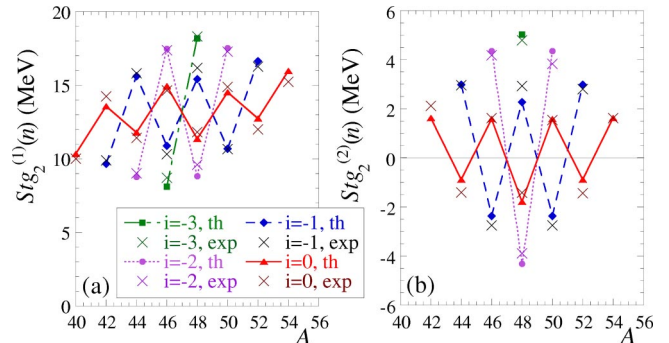 20
15
10
5
0
Stg₂⁽¹⁾(n) (MeV)
i=-3, th
i=-1, th
i=-3, exp
i=-1, exp
i=-2, th
i=0, th
i=-2, exp
i=0, exp
(a)
40 42 44 46 48 50 52 54 56
A
6
4
2
0
-2
-4
-6
Stg₂⁽²⁾(n) (MeV)
(b)
40 42 44 46 48 50 52 54 56
A